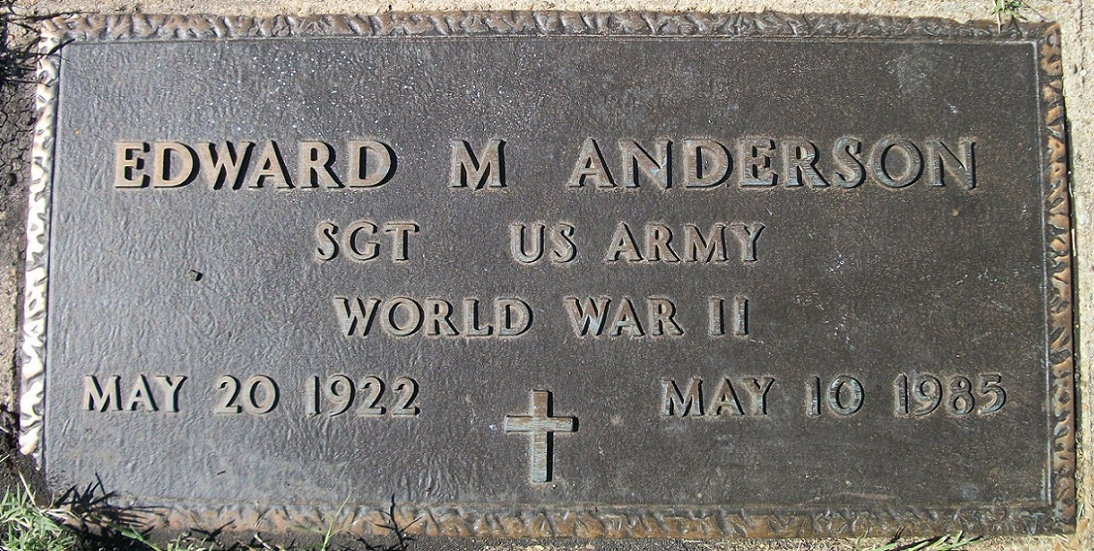 EDWARD M ANDERSON
SGT US ARMY
WORLD WAR II
MAY 20 1922 MAY 10 1985